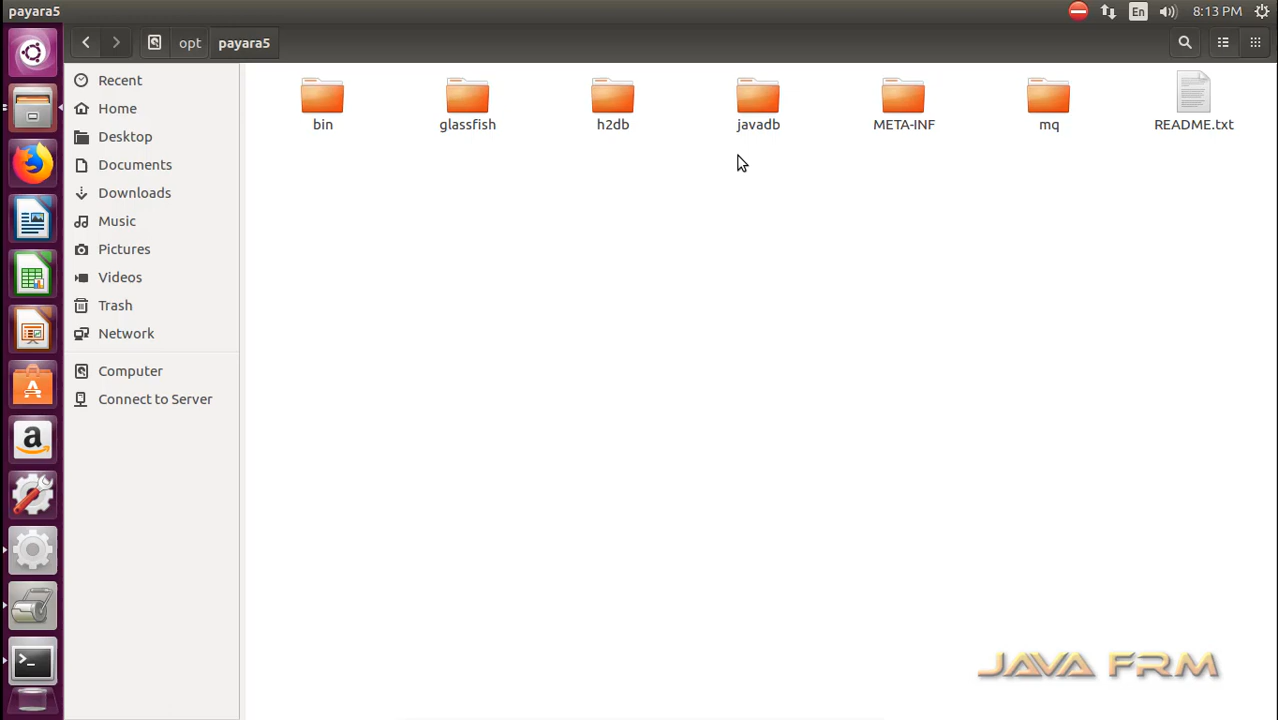 payara5
En
8:13 PM
opt
payara5
Recent
Home
Desktop
Documents
Downloads
Music
Pictures
Videos
Trash
Network
Computer
Connect to Server
bin
glassfish
h2db
javadb
META-INF
mq
README.txt
JAVA FRM